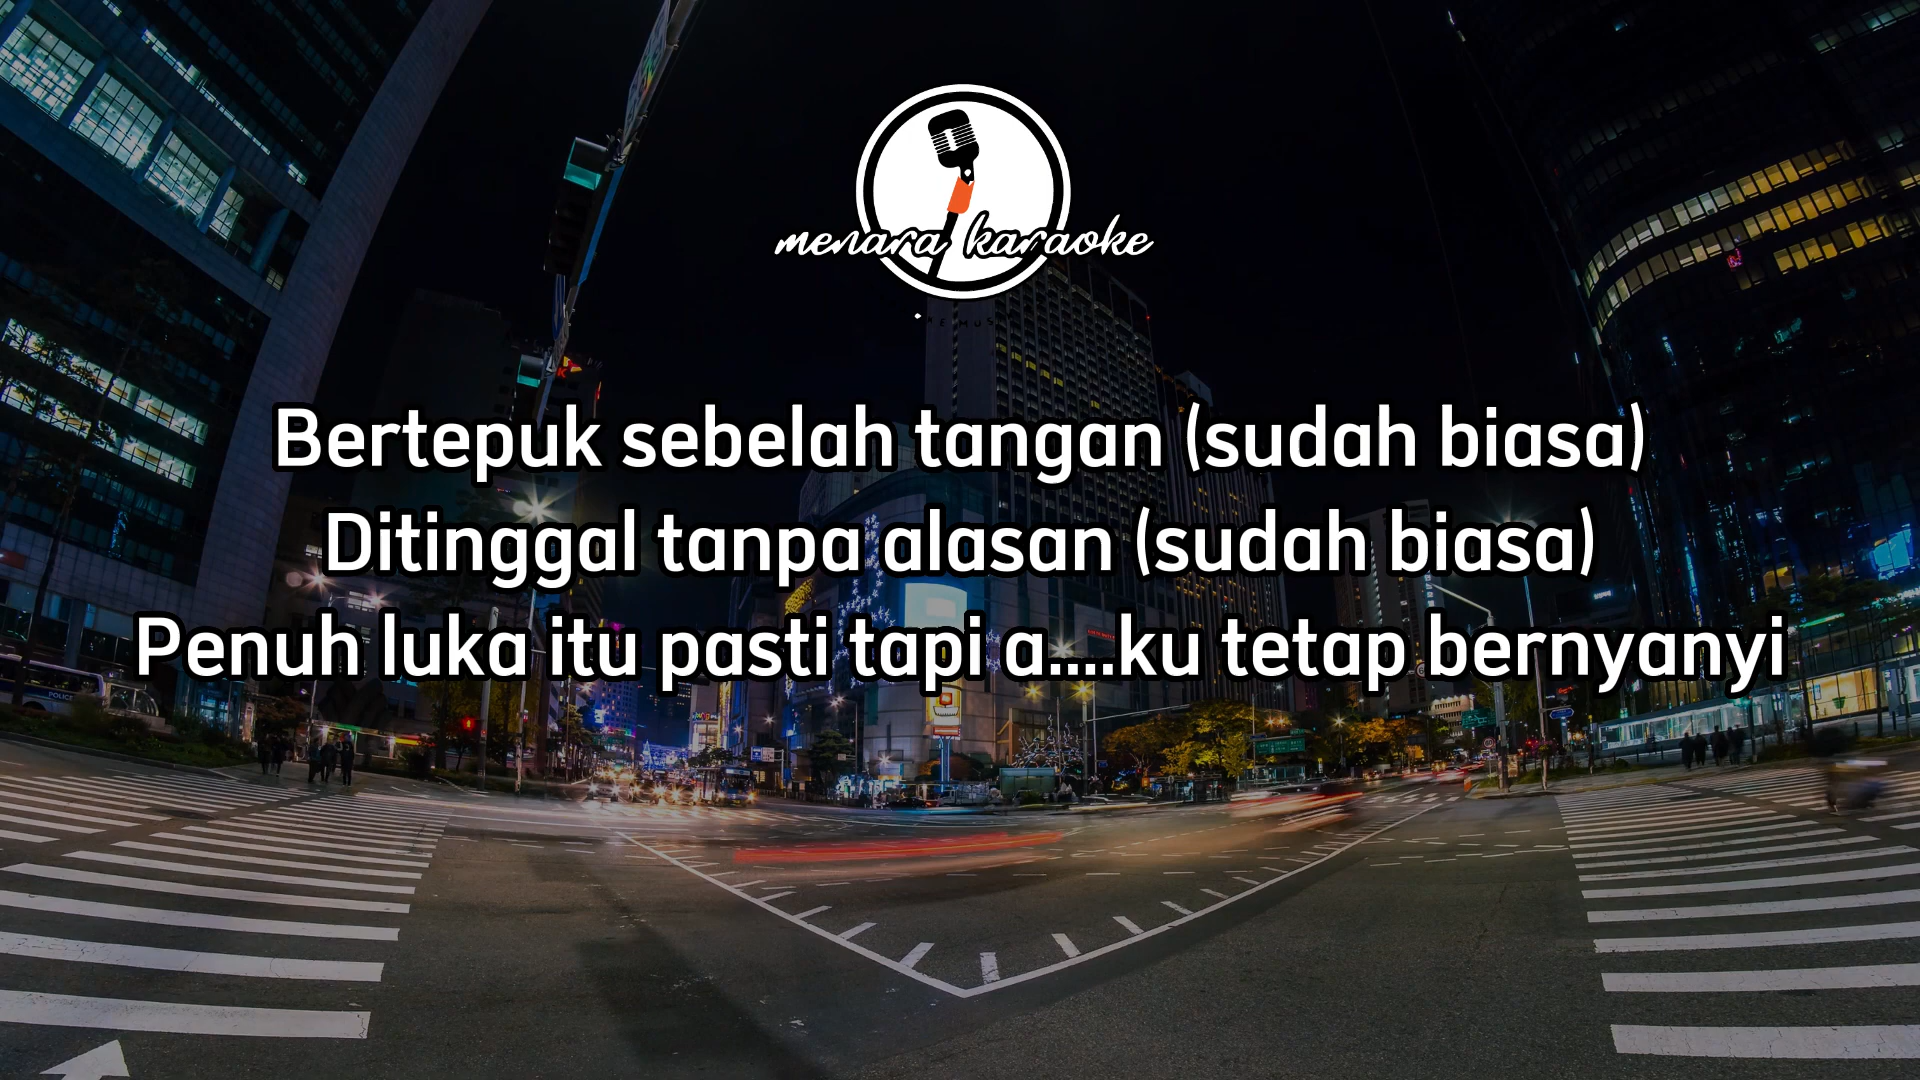 menara karaoke
Bertepuk sebelah tangan (sudah biasa)
Ditinggal tanpa alasan (sudah biasa)
Penuh luka itu pasti tapi a....ku tetap bernyanyi
POLICE